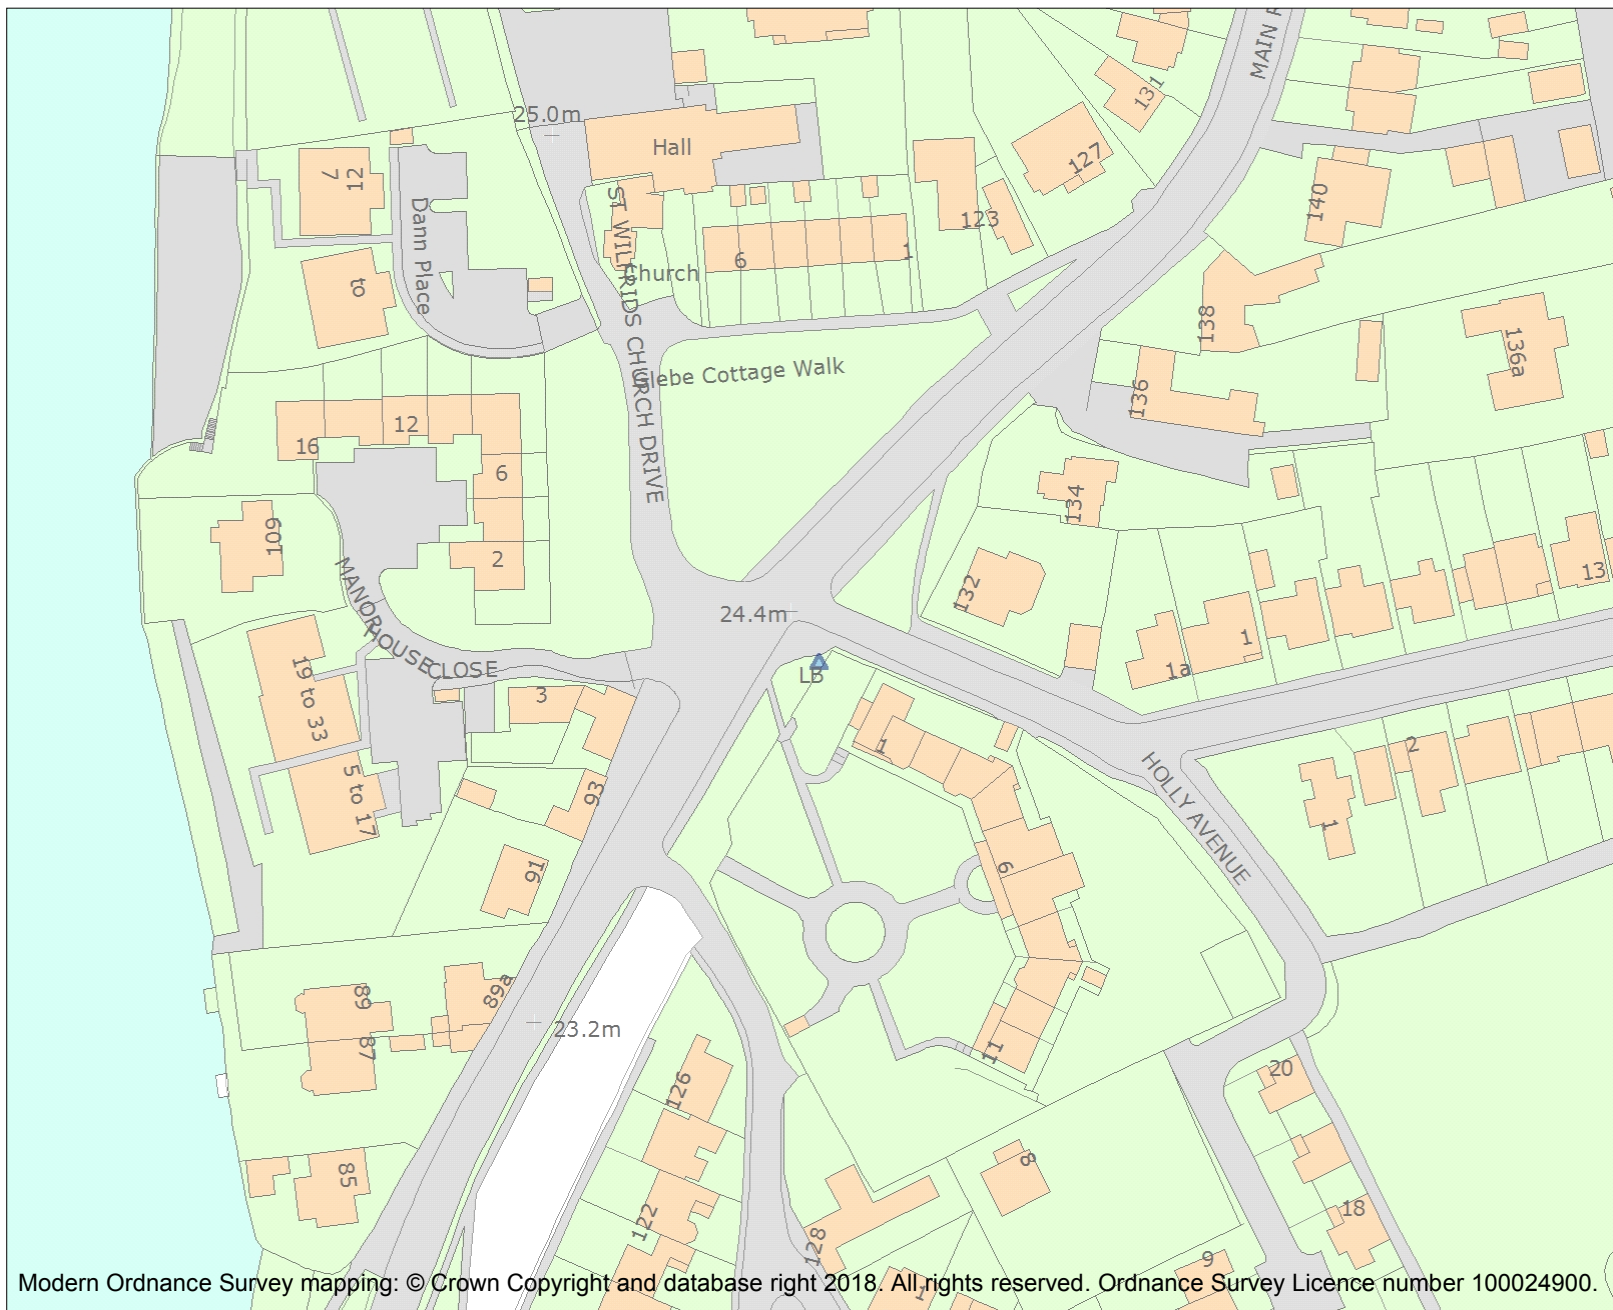 MAIN R
25.0m
131
Hall
127
7
12
140
ST WILFRIDS CHURCH DRIVE
Dann Place
123
1
6
Church
to
138
136a
Glebe Cottage Walk
136
12
16
6
134
109
2
13
132
MANOR HOUSE CLOSE
24.4m
1
1a
LB
3
19 to 33
1
2
HOLLY AVENUE
93
5 to 17
1
6
91
89a
89
23.2m
87
11
20
126
8
85
18
122
128
9
1
Modern Ordnance Survey mapping: © Crown Copyright and database right 2018. All rights reserved. Ordnance Survey Licence number 100024900.